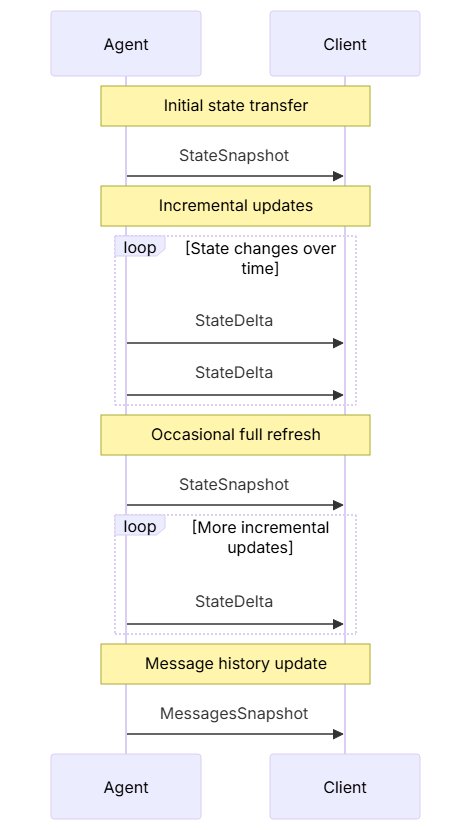 Agent
Client
Initial state transfer
StateSnapshot
Incremental updates
loop
[State changes over
time]
StateDelta
StateDelta
Occasional full refresh
StateSnapshot
loop
[More incremental
updates]
StateDelta
Message history update
MessagesSnapshot
Agent
Client